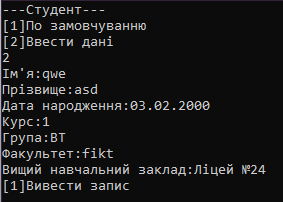 ---Студент---
[1]По замовчуванню
[2]Ввести дані
2
Ім'я:qwe
Прізвище:asd
Дата народження:03.02.2000
Курс:1
Група:ВТ
Факультет:fikt
Вищий навчальний заклад:Ліцей №24
[1]Вивести запис